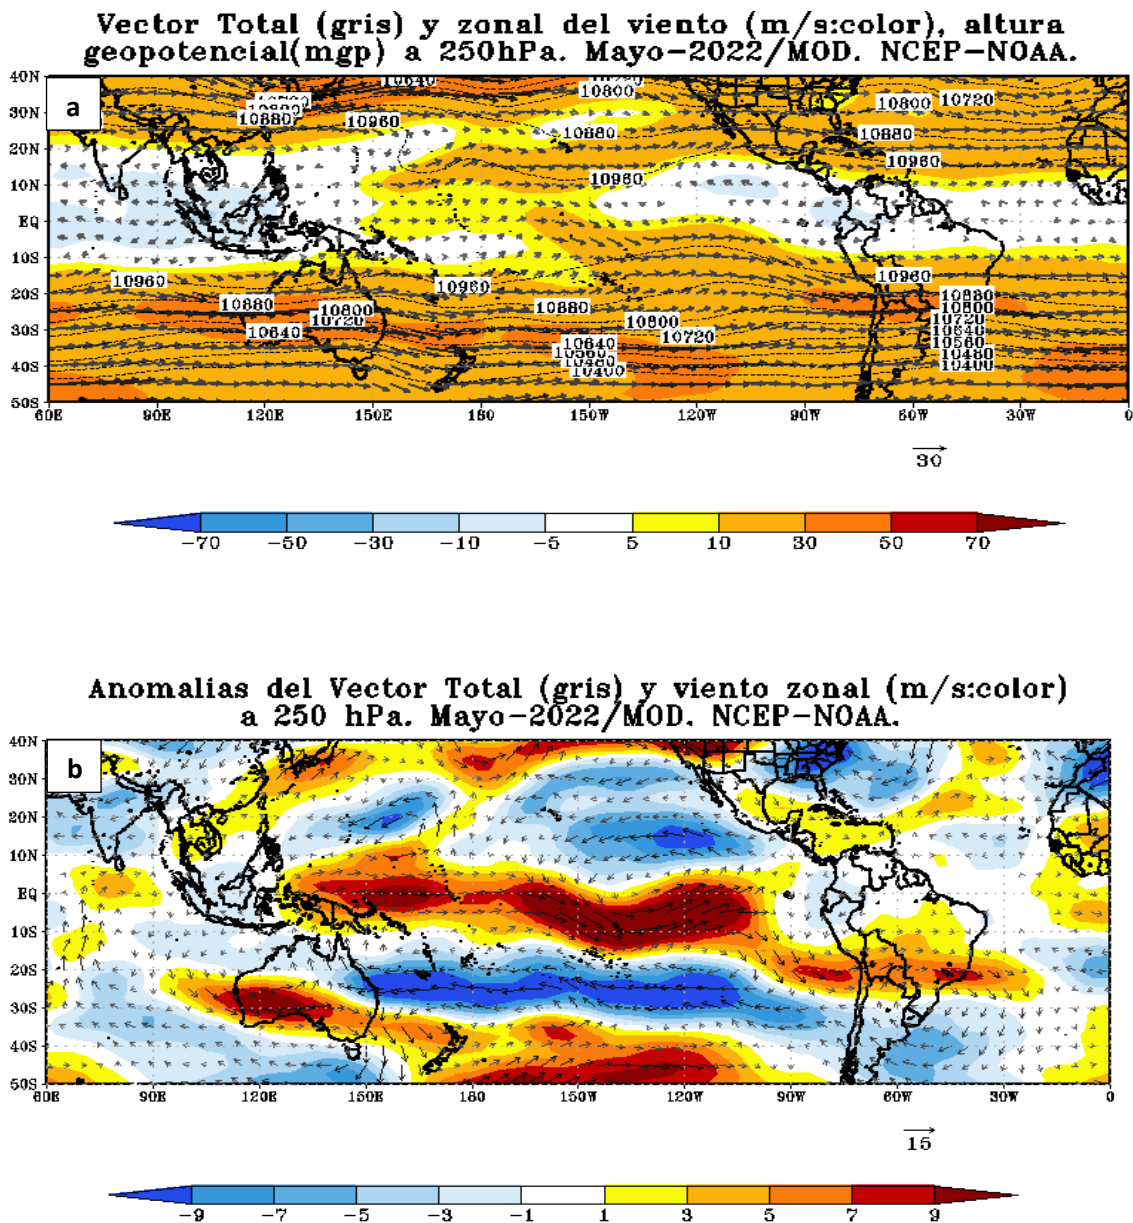 Vector Total (gris) y zonal del viento (m/s:color), altura
geopotencial(mgp) a 250hPa. Mayo-2022/MOD. NCEP-NOAA.
a
40N
30N
20N
10N
EQ
10S
20S
30S
40S
50S
10640
10880
10880
10960
10800
10880
10960
10800
10720
10880
10960
10960
10880
10800
10720
10640
10960
10880
10800
10720
10640
10560
10400
10960
10880
10800
10720
10640
10560
10480
10400
60E 90E 120E 150E 180 150W 120W 90W 60W 30W 0
30
-70 -50 -30 -10 -5 5 10 30 50 70
Anomalias del Vector Total (gris) y viento zonal (m/s:color)
a 250 hPa. Mayo-2022/MOD. NCEP-NOAA.
b
40N
30N
20N
10N
EQ
10S
20S
30S
40S
50S
60E 90E 120E 150E 180 150W 120W 90W 60W 30W 0
15
-9 -7 -5 -3 -1 1 3 5 7 9